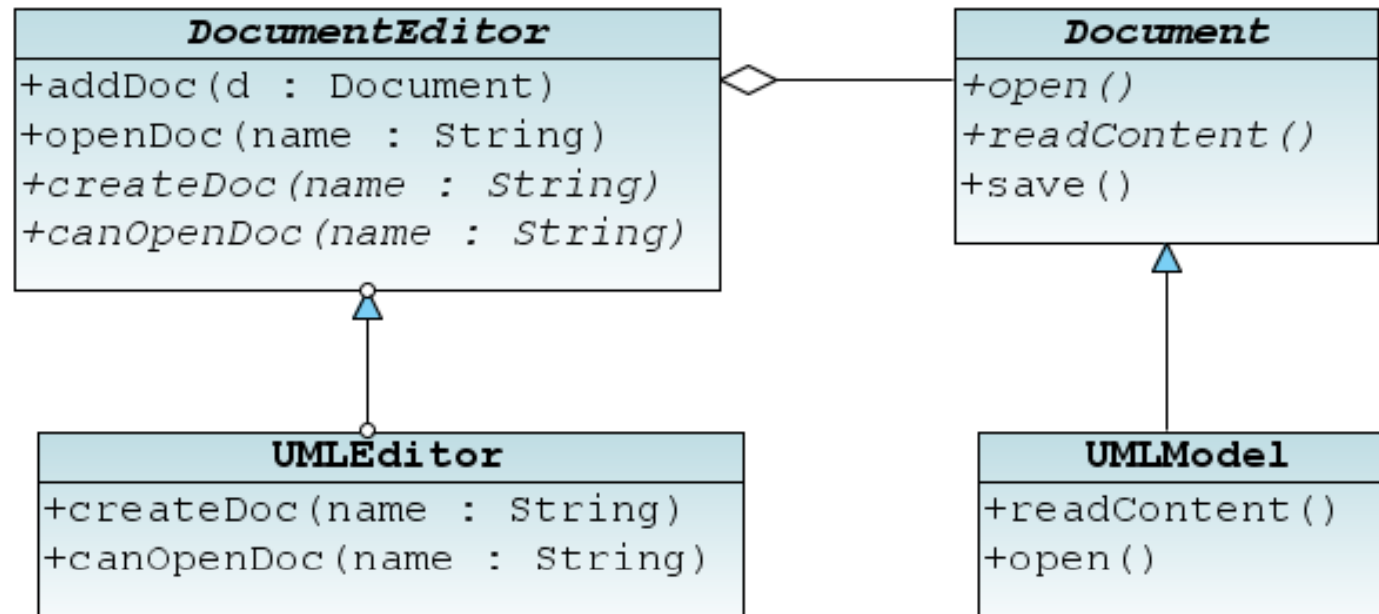 DocumentEditor
+addDoc(d : Document)
+openDoc(name : String)
+createDoc(name : String)
+canOpenDoc(name : String)
Document
+open()
+readContent()
+save()
UMLEditor
+createDoc(name : String)
+canOpenDoc(name : String)
UMLModel
+readContent()
+open()